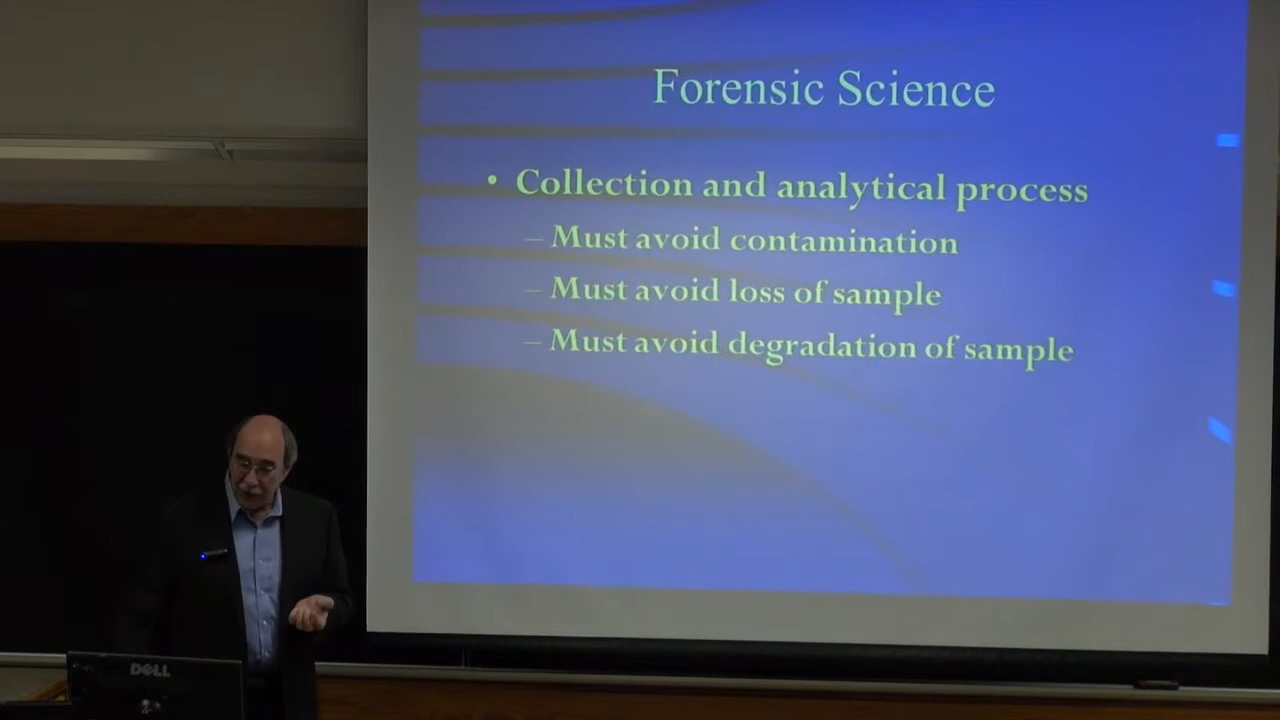 Forensic Science
• Collection and analytical process
– Must avoid contamination
– Must avoid loss of sample
– Must avoid degradation of sample
DELL